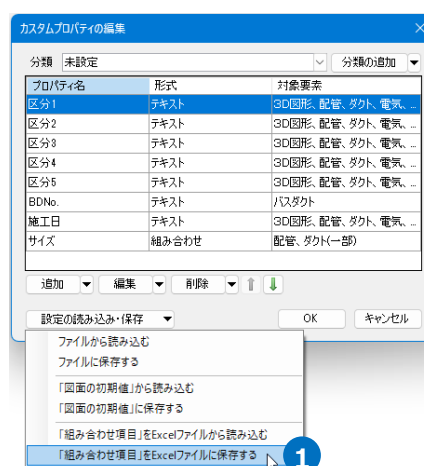 カスタムプロパティの編集
分類 未設定 分類の追加
プロパティ名 形式 対象要素
区分1 テキスト 3D図形、配管、ダクト、電気、...
区分2 テキスト 3D図形、配管、ダクト、電気、...
区分3 テキスト 3D図形、配管、ダクト、電気、...
区分4 テキスト 3D図形、配管、ダクト、電気、...
区分5 テキスト 3D図形、配管、ダクト、電気、...
BDNo. テキスト バスダクト
施工日 テキスト 3D図形、配管、ダクト、電気、...
サイズ 組み合わせ 配管、ダクト(一部)
追加 編集 削除
設定の読み込み・保存 OK キャンセル
ファイルから読み込む
ファイルに保存する
「図面の初期値」から読み込む
「図面の初期値」に保存する
「組み合わせ項目」をExcelファイルから読み込む
「組み合わせ項目」をExcelファイルに保存する 1